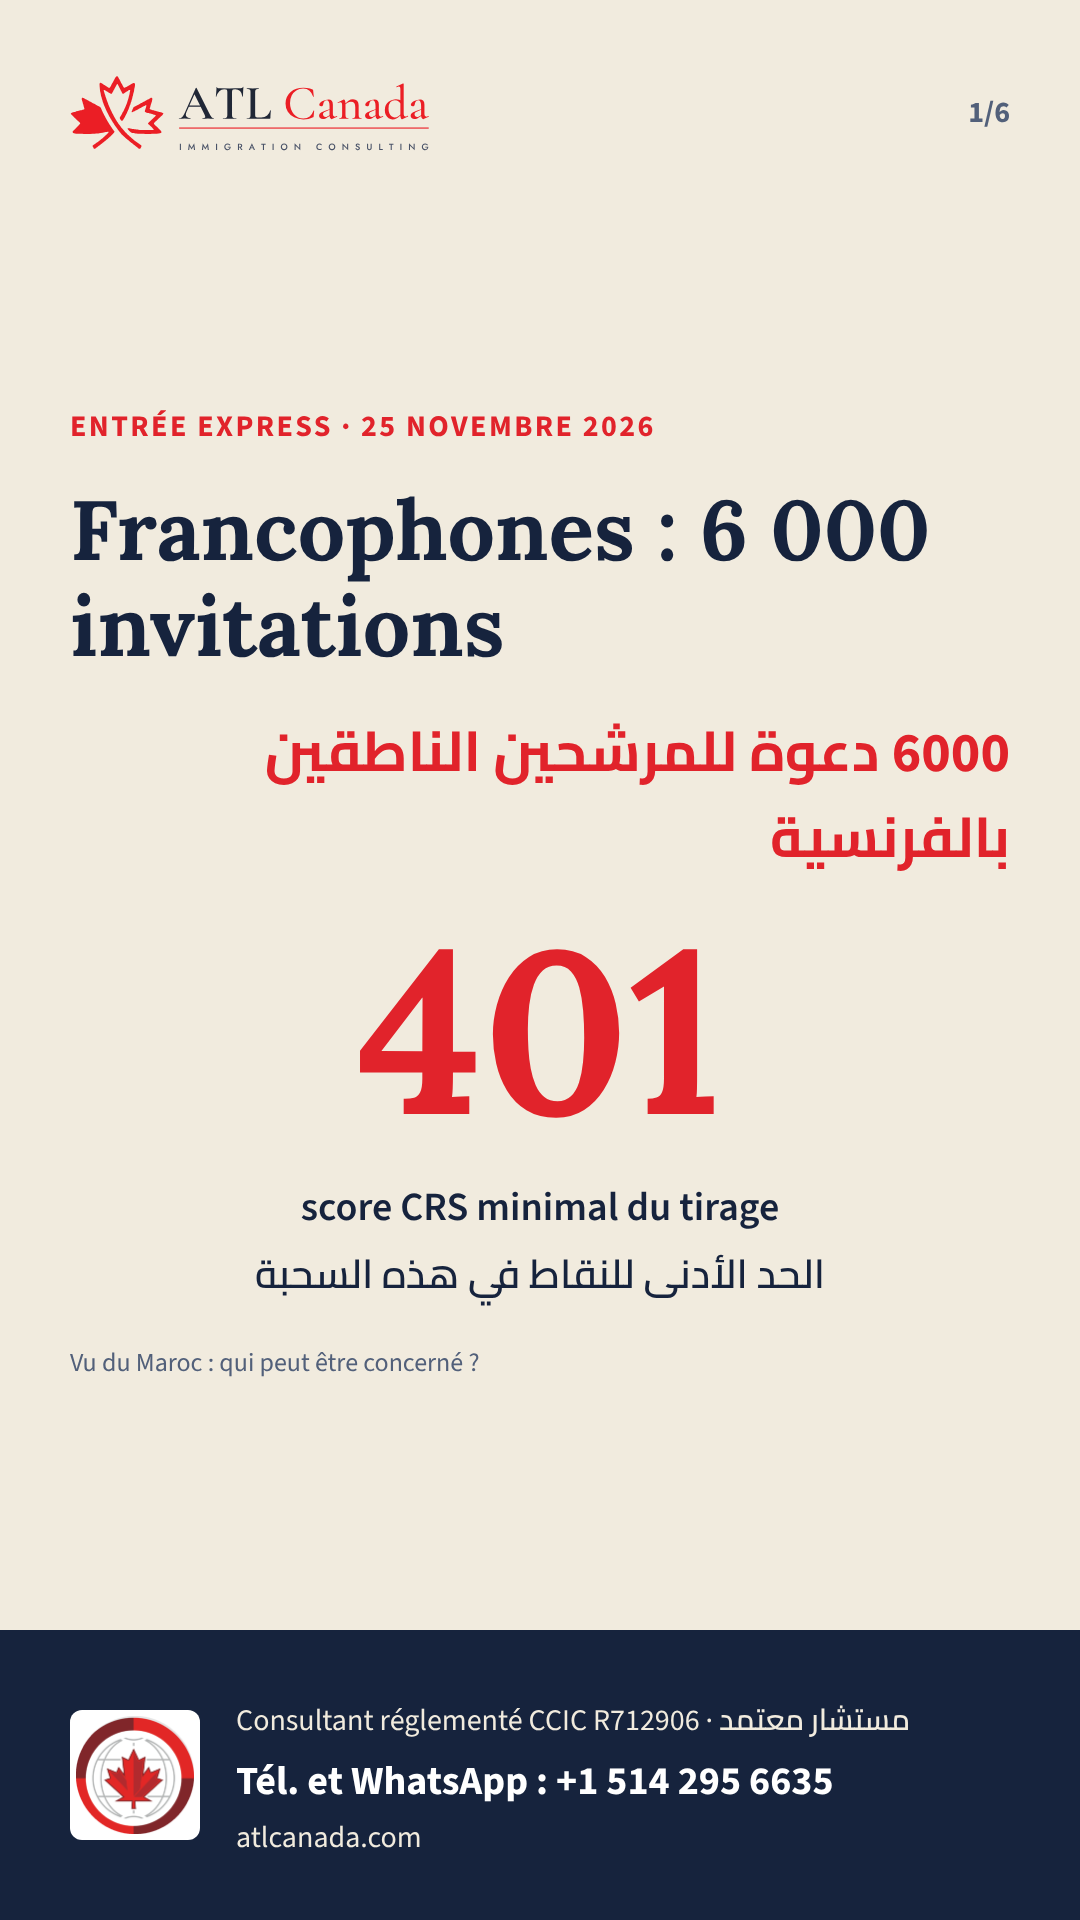 ATL Canada
IMMIGRATION CONSULTING
1/6
ENTRÉE EXPRESS · 25 NOVEMBRE 2026
Francophones : 6 000
invitations
6000 دعوة للمرشحين الناطقين
بالفرنسية
401
score CRS minimal du tirage
الحد الأدنى للنقاط في هذه السحبة
Vu du Maroc : qui peut être concerné ?
Consultant réglementé CCIC R712906 · مستشار معتمد
Tél. et WhatsApp : +1 514 295 6635
atlcanada.com